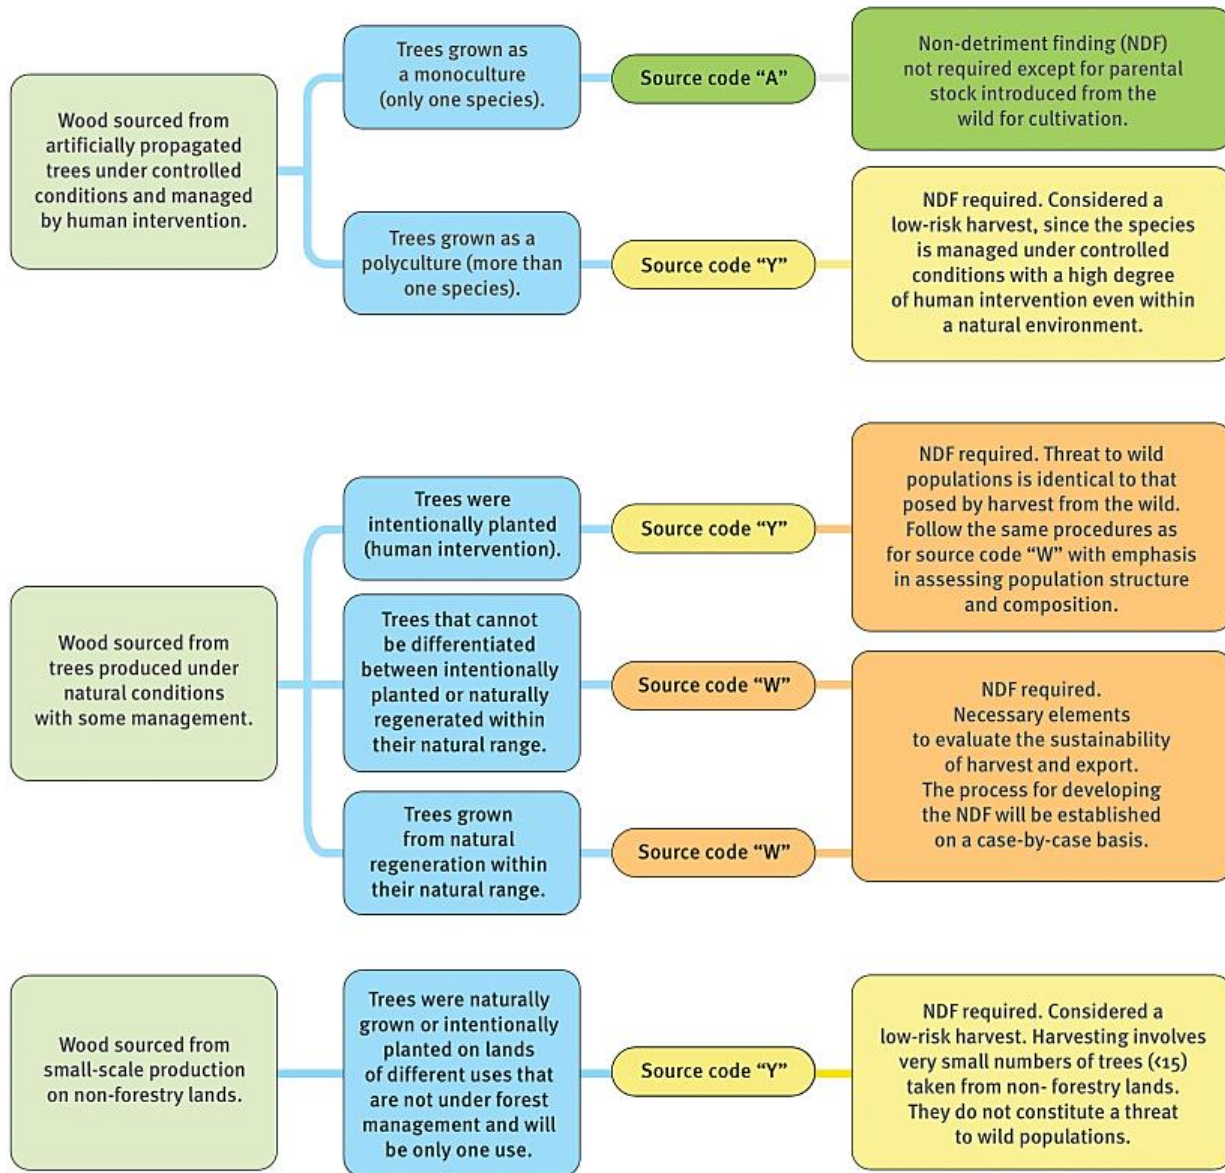 Wood sourced from
artificially propagated
trees under controlled
conditions and managed
by human intervention.
Trees grown as
a monoculture
(only one species).
Source code “A”
Non-detriment finding (NDF)
not required except for parental
stock introduced from the
wild for cultivation.
Trees grown as a
polyculture (more than
one species).
Source code “Y”
NDF required. Considered a
low-risk harvest, since the species
is managed under controlled
conditions with a high degree
of human intervention even within
a natural environment.
Wood sourced from
trees produced under
natural conditions
with some management.
Trees were
intentionally planted
(human intervention).
Source code “Y”
NDF required. Threat to wild
populations is identical to that
posed by harvest from the wild.
Follow the same procedures as
for source code “W” with emphasis
in assessing population structure
and composition.
Trees that cannot
be differentiated
between intentionally
planted or naturally
regenerated within
their natural range.
Source code “W”
NDF required.
Necessary elements
to evaluate the sustainability
of harvest and export.
The process for developing
the NDF will be established
on a case-by-case basis.
Trees grown
from natural
regeneration within
their natural range.
Source code “W”
Wood sourced from
small-scale production
on non-forestry lands.
Trees were naturally
grown or intentionally
planted on lands
of different uses that
are not under forest
management and will
be only one use.
Source code “Y”
NDF required. Considered a
low-risk harvest. Harvesting involves
very small numbers of trees (<15)
taken from non- forestry lands.
They do not constitute a threat
to wild populations.